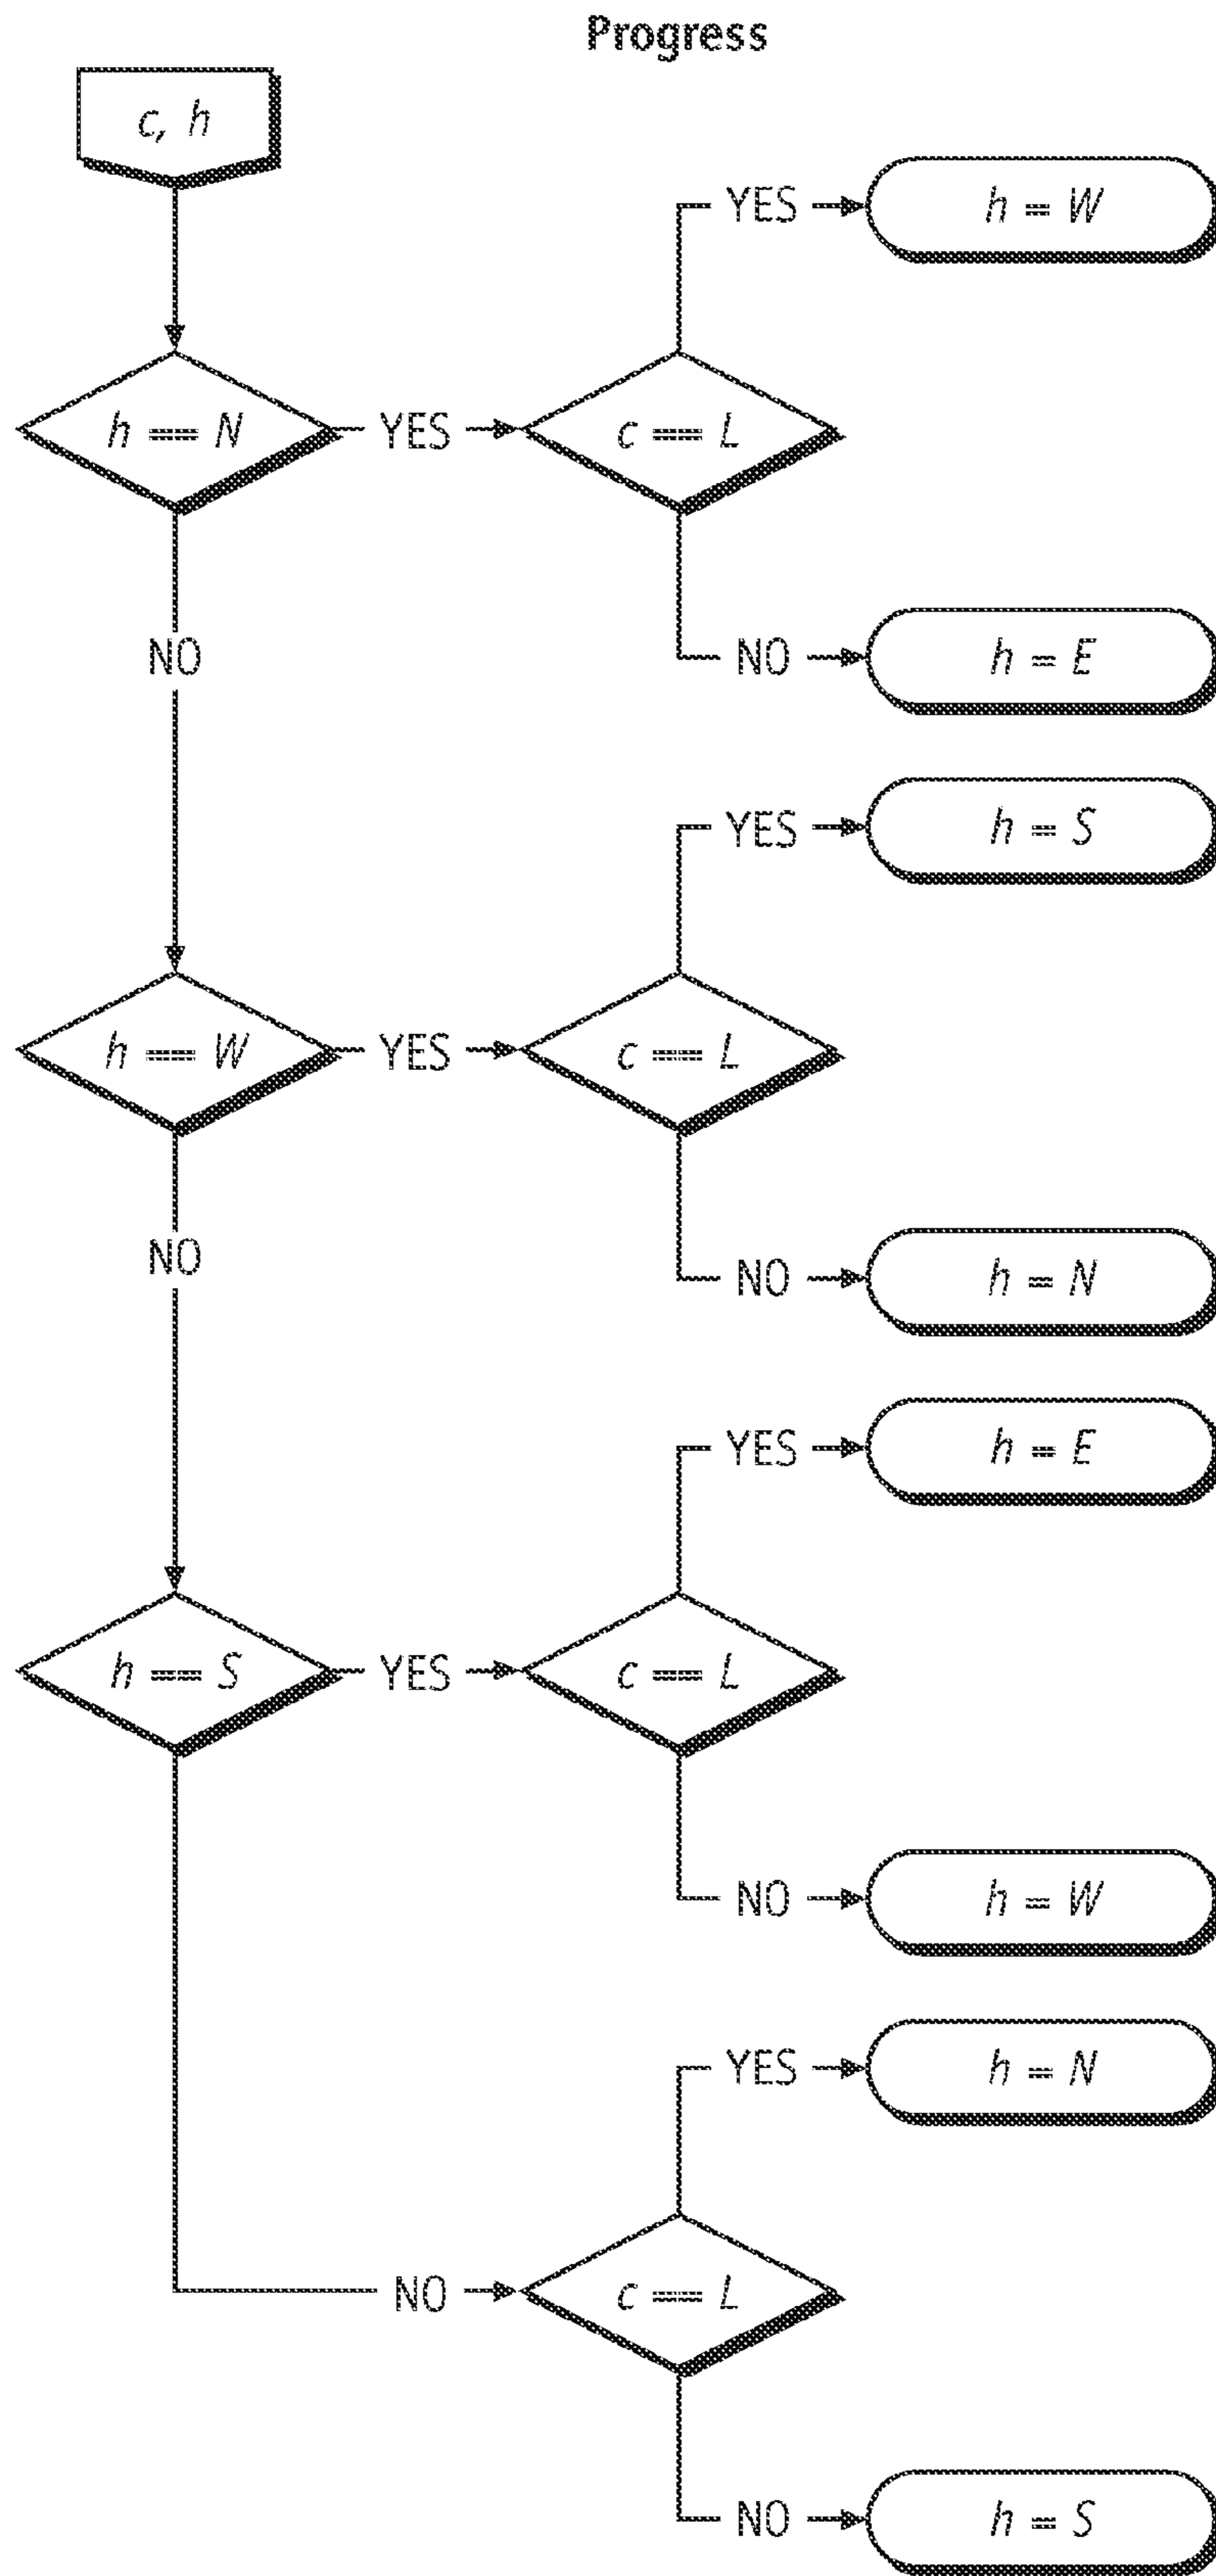 Progress
c, h
YES
h = W
h == N
YES
c == L
NO
NO
h = E
YES
h = S
h == W
YES
c == L
NO
NO
h = N
YES
h = E
h == S
YES
c == L
NO
h = W
YES
h = N
NO
c == L
NO
h = S